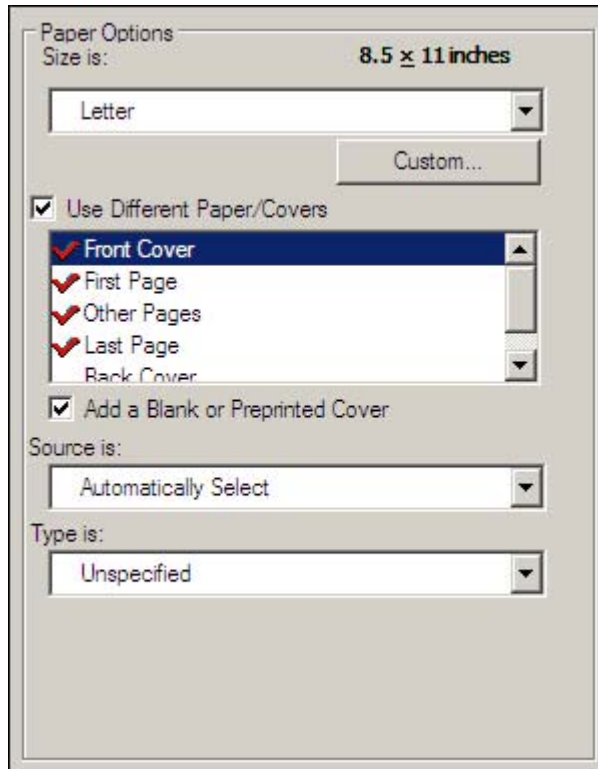 Paper Options
Size is: 8.5 x 11 inches
Letter
Custom...
Use Different Paper/Covers
Front Cover
First Page
Other Pages
Last Page
Back Cover
Add a Blank or Preprinted Cover
Source is:
Automatically Select
Type is:
Unspecified